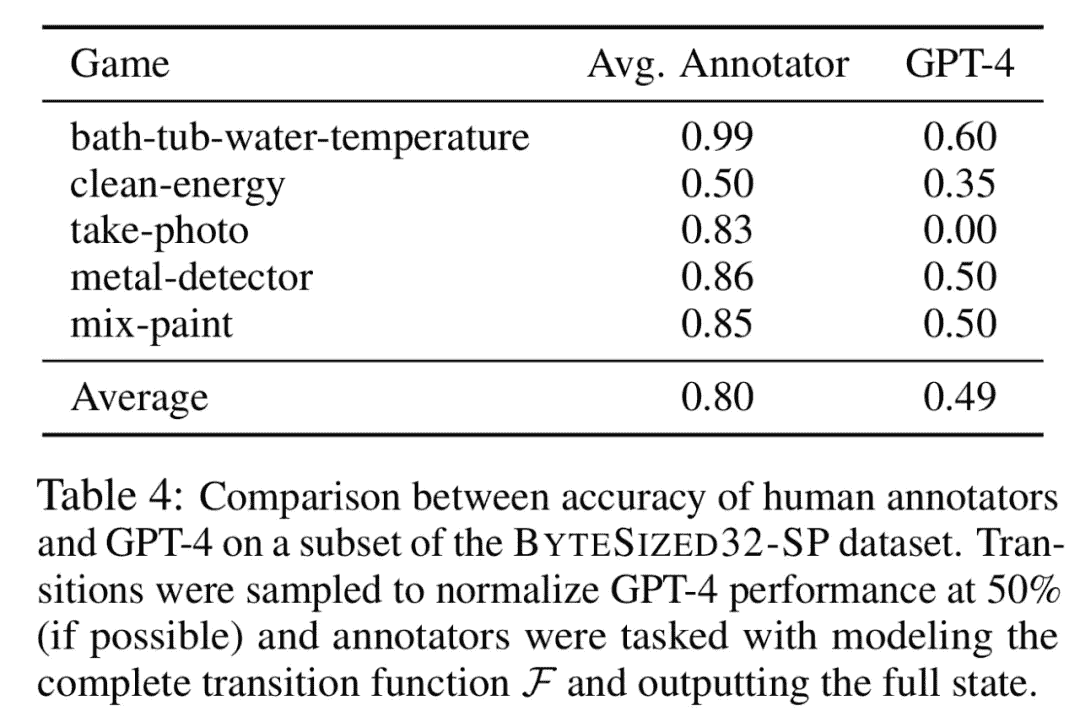 Game Avg. Annotator GPT-4
bath-tub-water-temperature 0.99 0.60
clean-energy 0.50 0.35
take-photo 0.83 0.00
metal-detector 0.86 0.50
mix-paint 0.85 0.50
Average 0.80 0.49
Table 4: Comparison between accuracy of human annotators
and GPT-4 on a subset of the BYTESIZED32-SP dataset. Tran-
sitions were sampled to normalize GPT-4 performance at 50%
(if possible) and annotators were tasked with modeling the
complete transition function ℱ and outputting the full state.